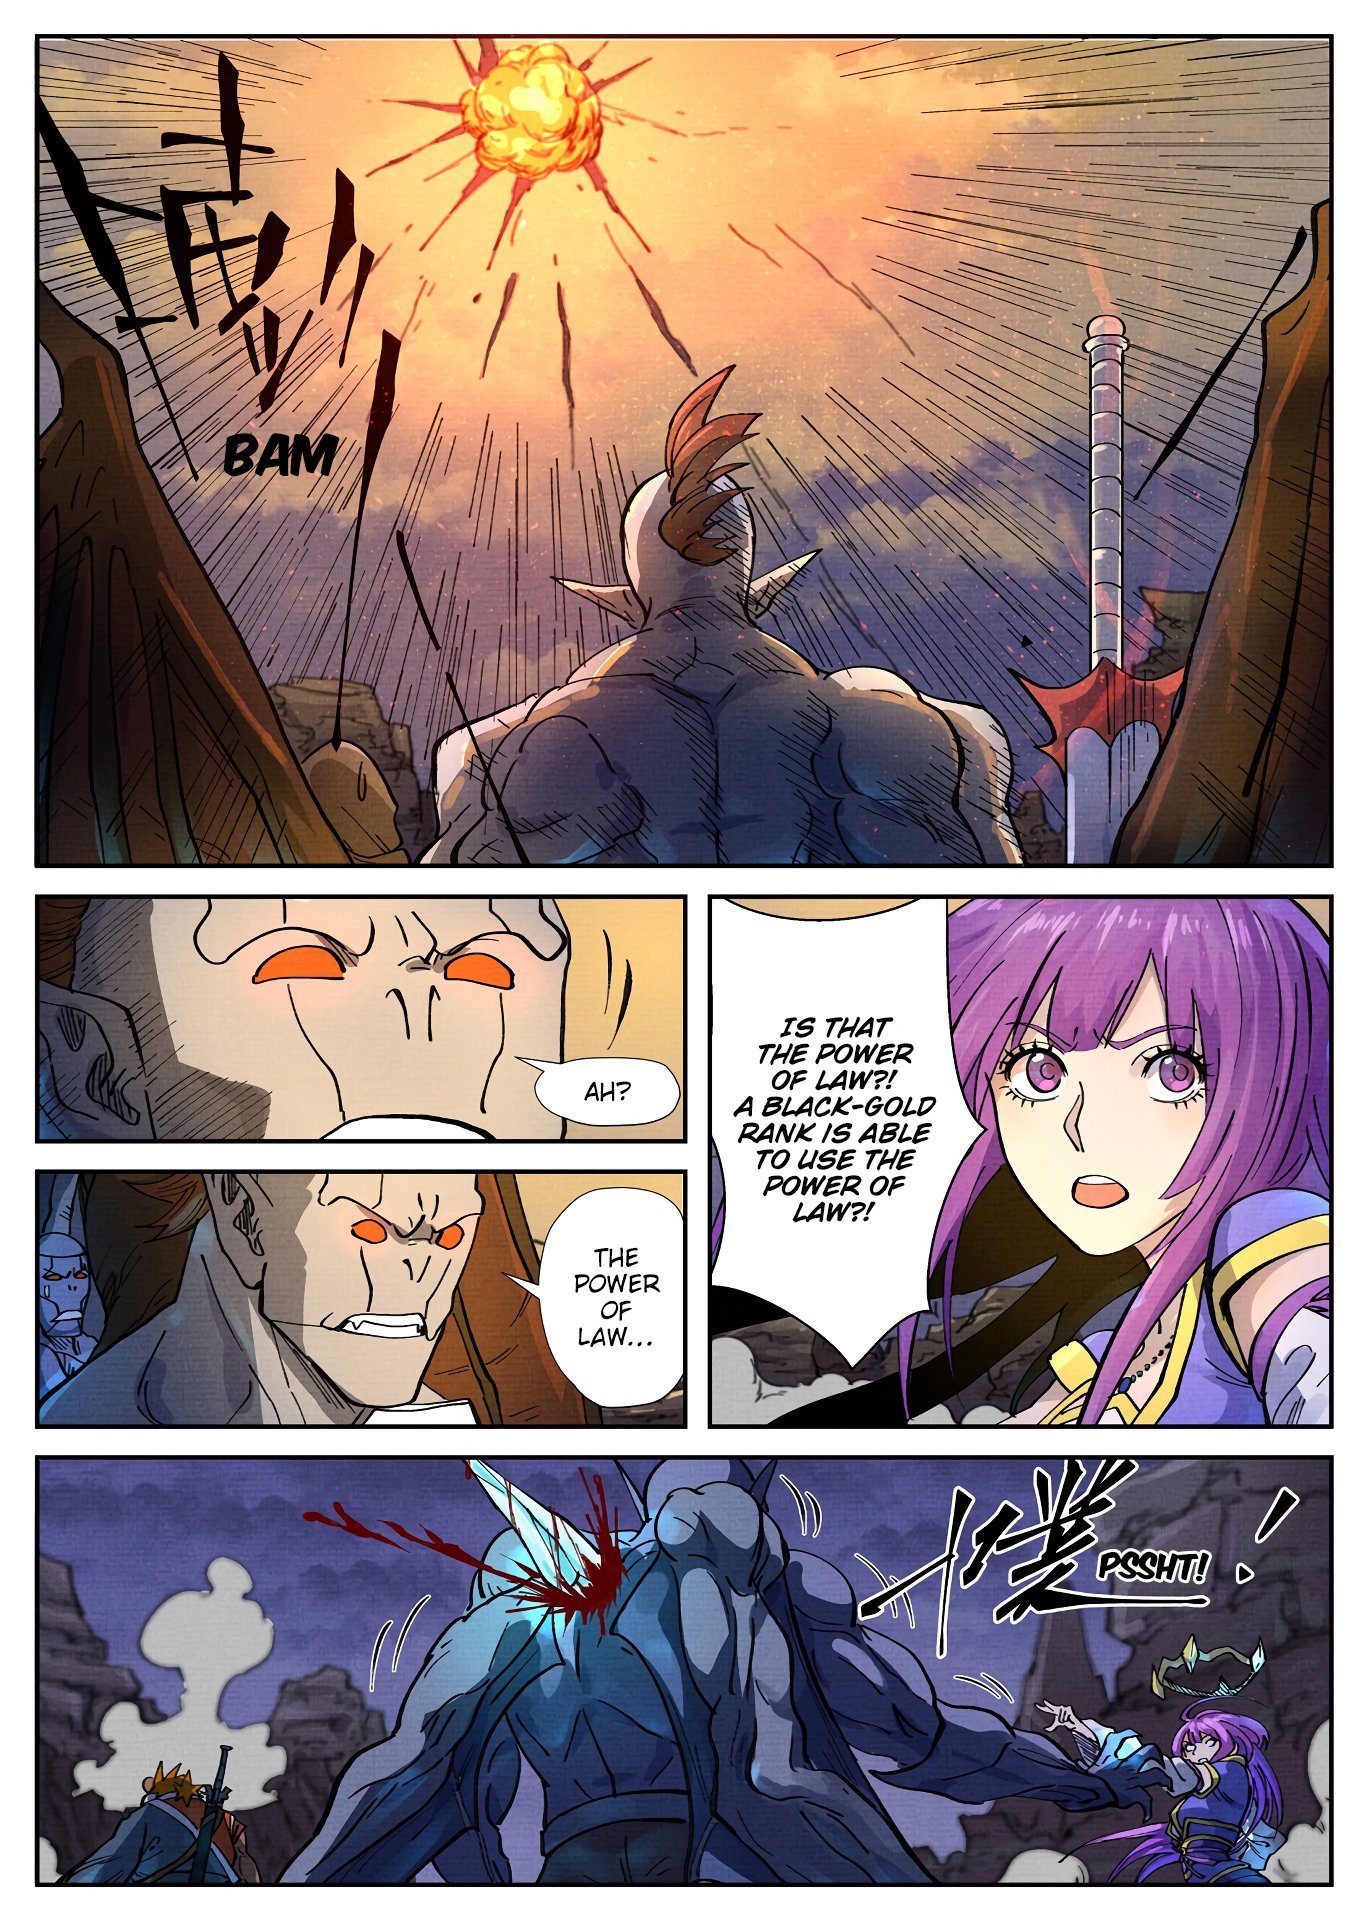 BAM
AH?
THE
POWER
OF
LAW...
IS THAT
THE POWER
OF LAW?!
A BLACK-GOLD
RANK IS ABLE
TO USE THE
POWER OF
LAW?!
PSSHT!